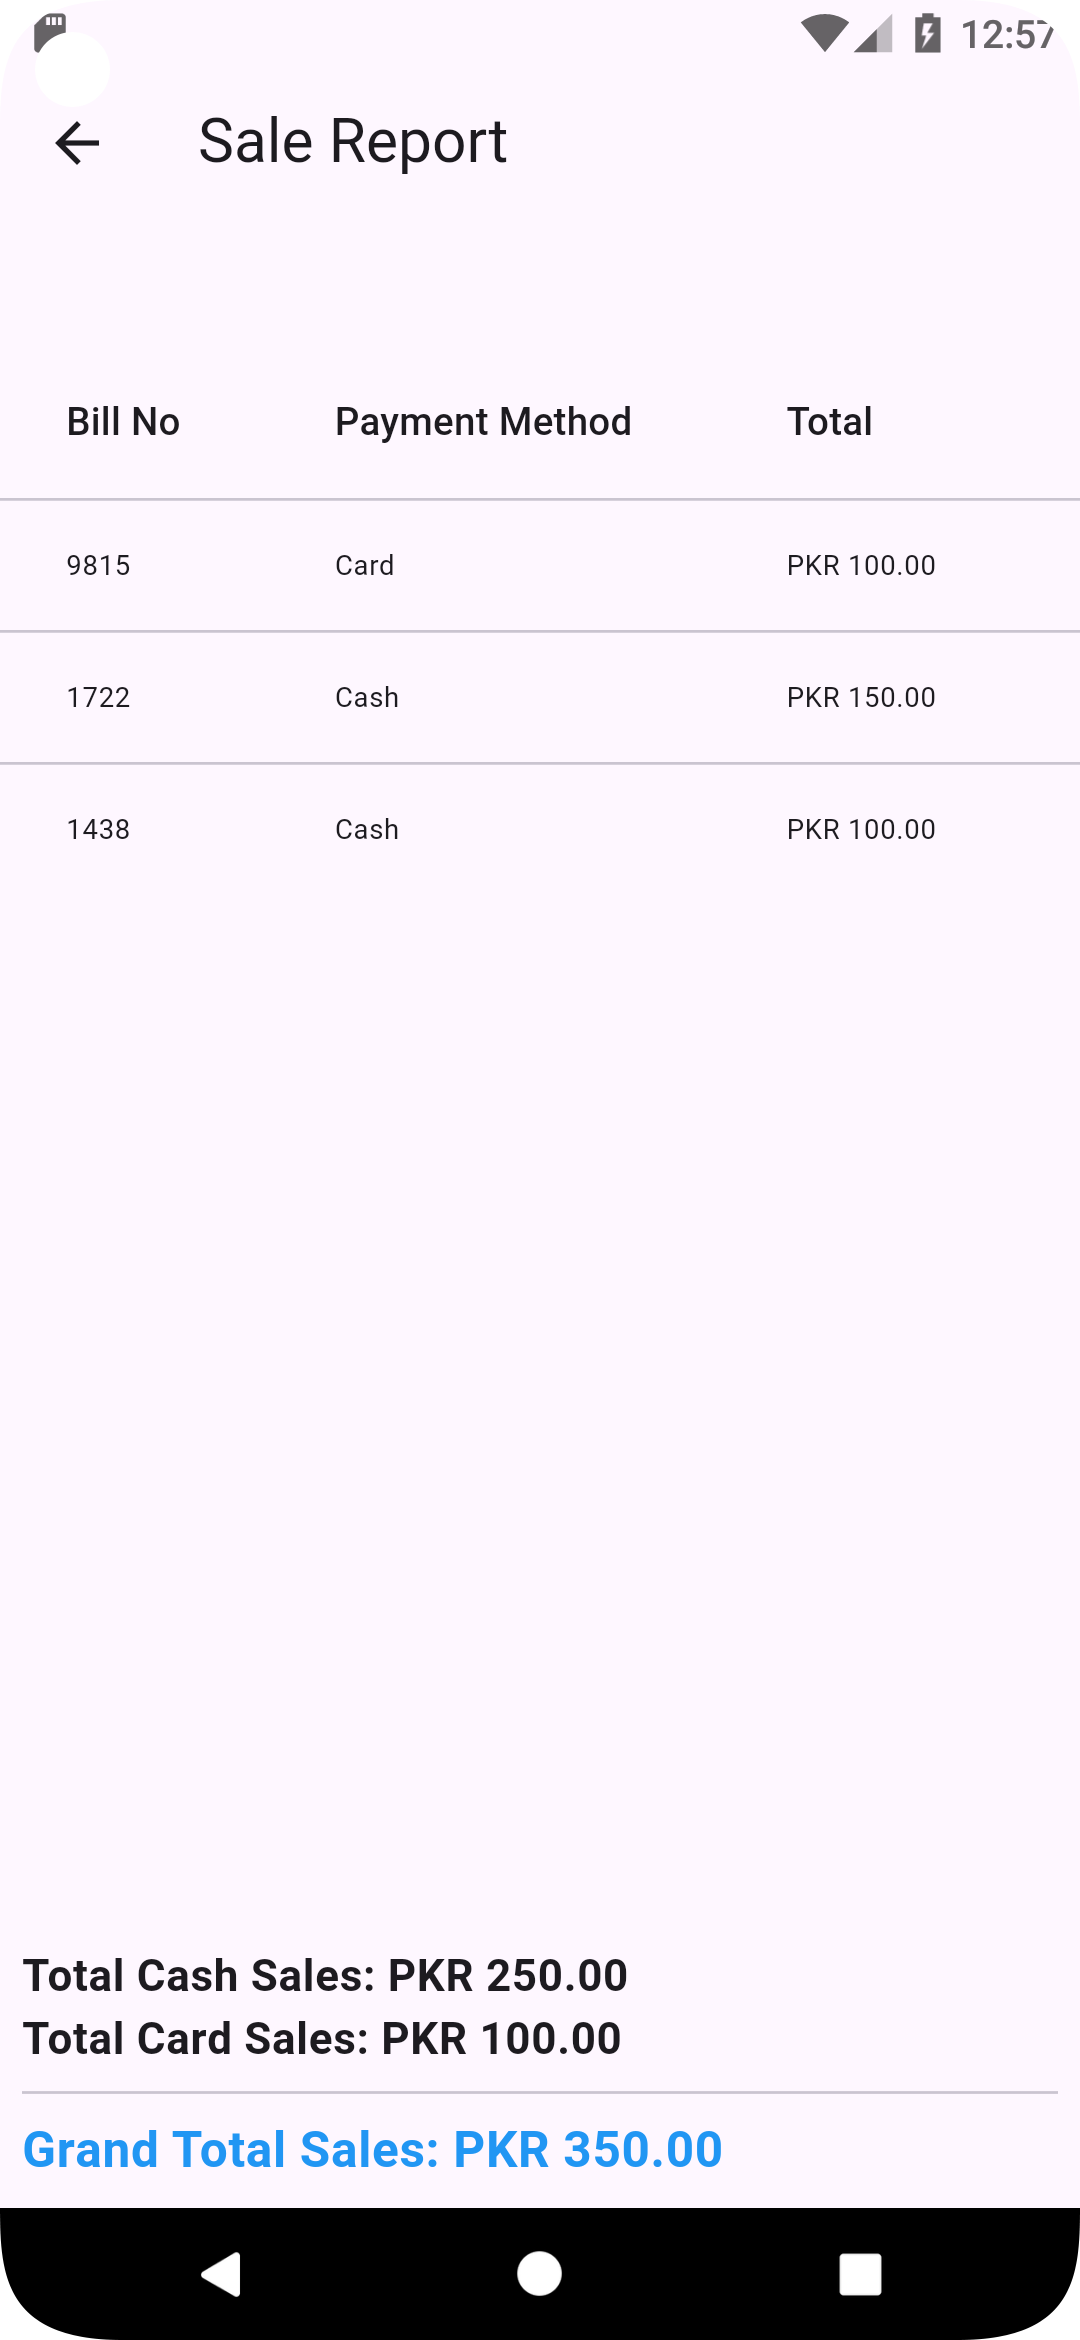 12:57
Sale Report
Bill No Payment Method Total
9815 Card PKR 100.00
1722 Cash PKR 150.00
1438 Cash PKR 100.00
Total Cash Sales: PKR 250.00
Total Card Sales: PKR 100.00
Grand Total Sales: PKR 350.00